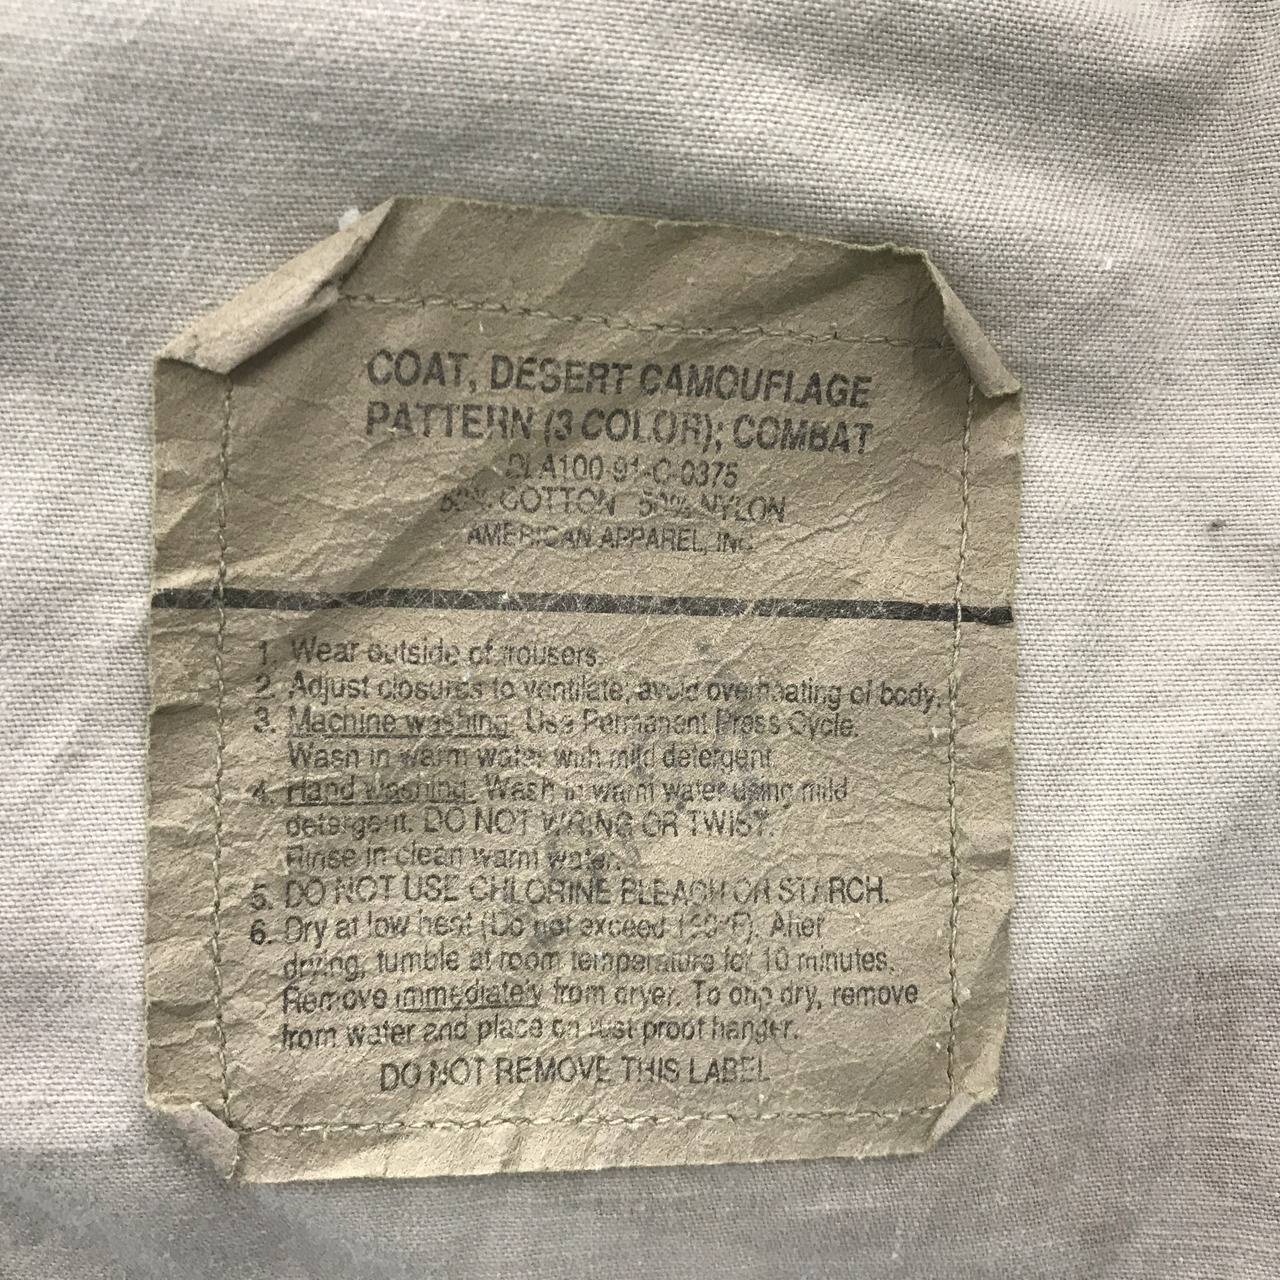 COAT, DESERT CAMOUFLAGE
PATTERN (3 COLOR); COMBAT
DLA100-91-C-0375
50% COTTON 50% NYLON
AMERICAN APPAREL, INC.
1. Wear outside of trousers.
2. Adjust closures to ventilate, avoid overheating of body.
3. Machine washing. Use Permanent Press Cycle.
Wash in warm water with mild detergent.
4. Hand washing. Wash in warm water using mild
detergent. DO NOT WRING OR TWIST.
Rinse in clean warm water.
5. DO NOT USE CHLORINE BLEACH OR STARCH.
6. Dry at low heat (Do not exceed After
drying, tumble at room temperature for 10 minutes.
Remove immediately from dryer. To drip dry, remove
from water and place on rust proof hanger.
DO NOT REMOVE THIS LABEL